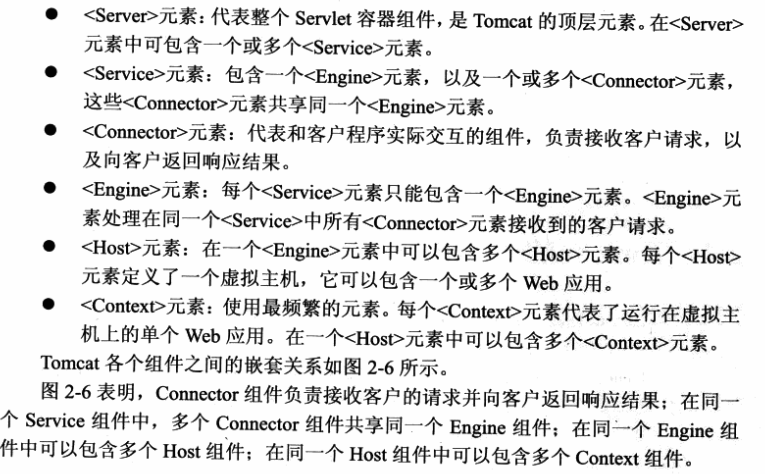 ● <Server>元素：代表整个 Servlet 容器组件，是 Tomcat 的顶层元素。在<Server>
元素中可包含一个或多个<Service>元素。
● <Service>元素：包含一个<Engine>元素，以及一个或多个<Connector>元素，
这些<Connector>元素共享同一个<Engine>元素。
● <Connector>元素：代表和客户程序实际交互的组件，负责接收客户请求，以
及向客户返回响应结果。
● <Engine>元素：每个<Service>元素只能包含一个<Engine>元素。<Engine>元
素处理在同一个<Service>中所有<Connector>元素接收到的客户请求。
● <Host>元素：在一个<Engine>元素中可以包含多个<Host>元素。每个<Host>
元素定义了一个虚拟主机，它可以包含一个或多个 Web 应用。
● <Context>元素：使用最频繁的元素。每个<Context>元素代表了运行在虚拟主
机上的单个 Web 应用。在一个<Host>元素中可以包含多个<Context>元素。
Tomcat 各个组件之间的嵌套关系如图 2-6 所示。
图 2-6 表明，Connector 组件负责接收客户的请求并向客户返回响应结果；在同一
个 Service 组件中，多个 Connector 组件共享同一个 Engine 组件；在同一个 Engine 组
件中可以包含多个 Host 组件；在同一个 Host 组件中可以包含多个 Context 组件。